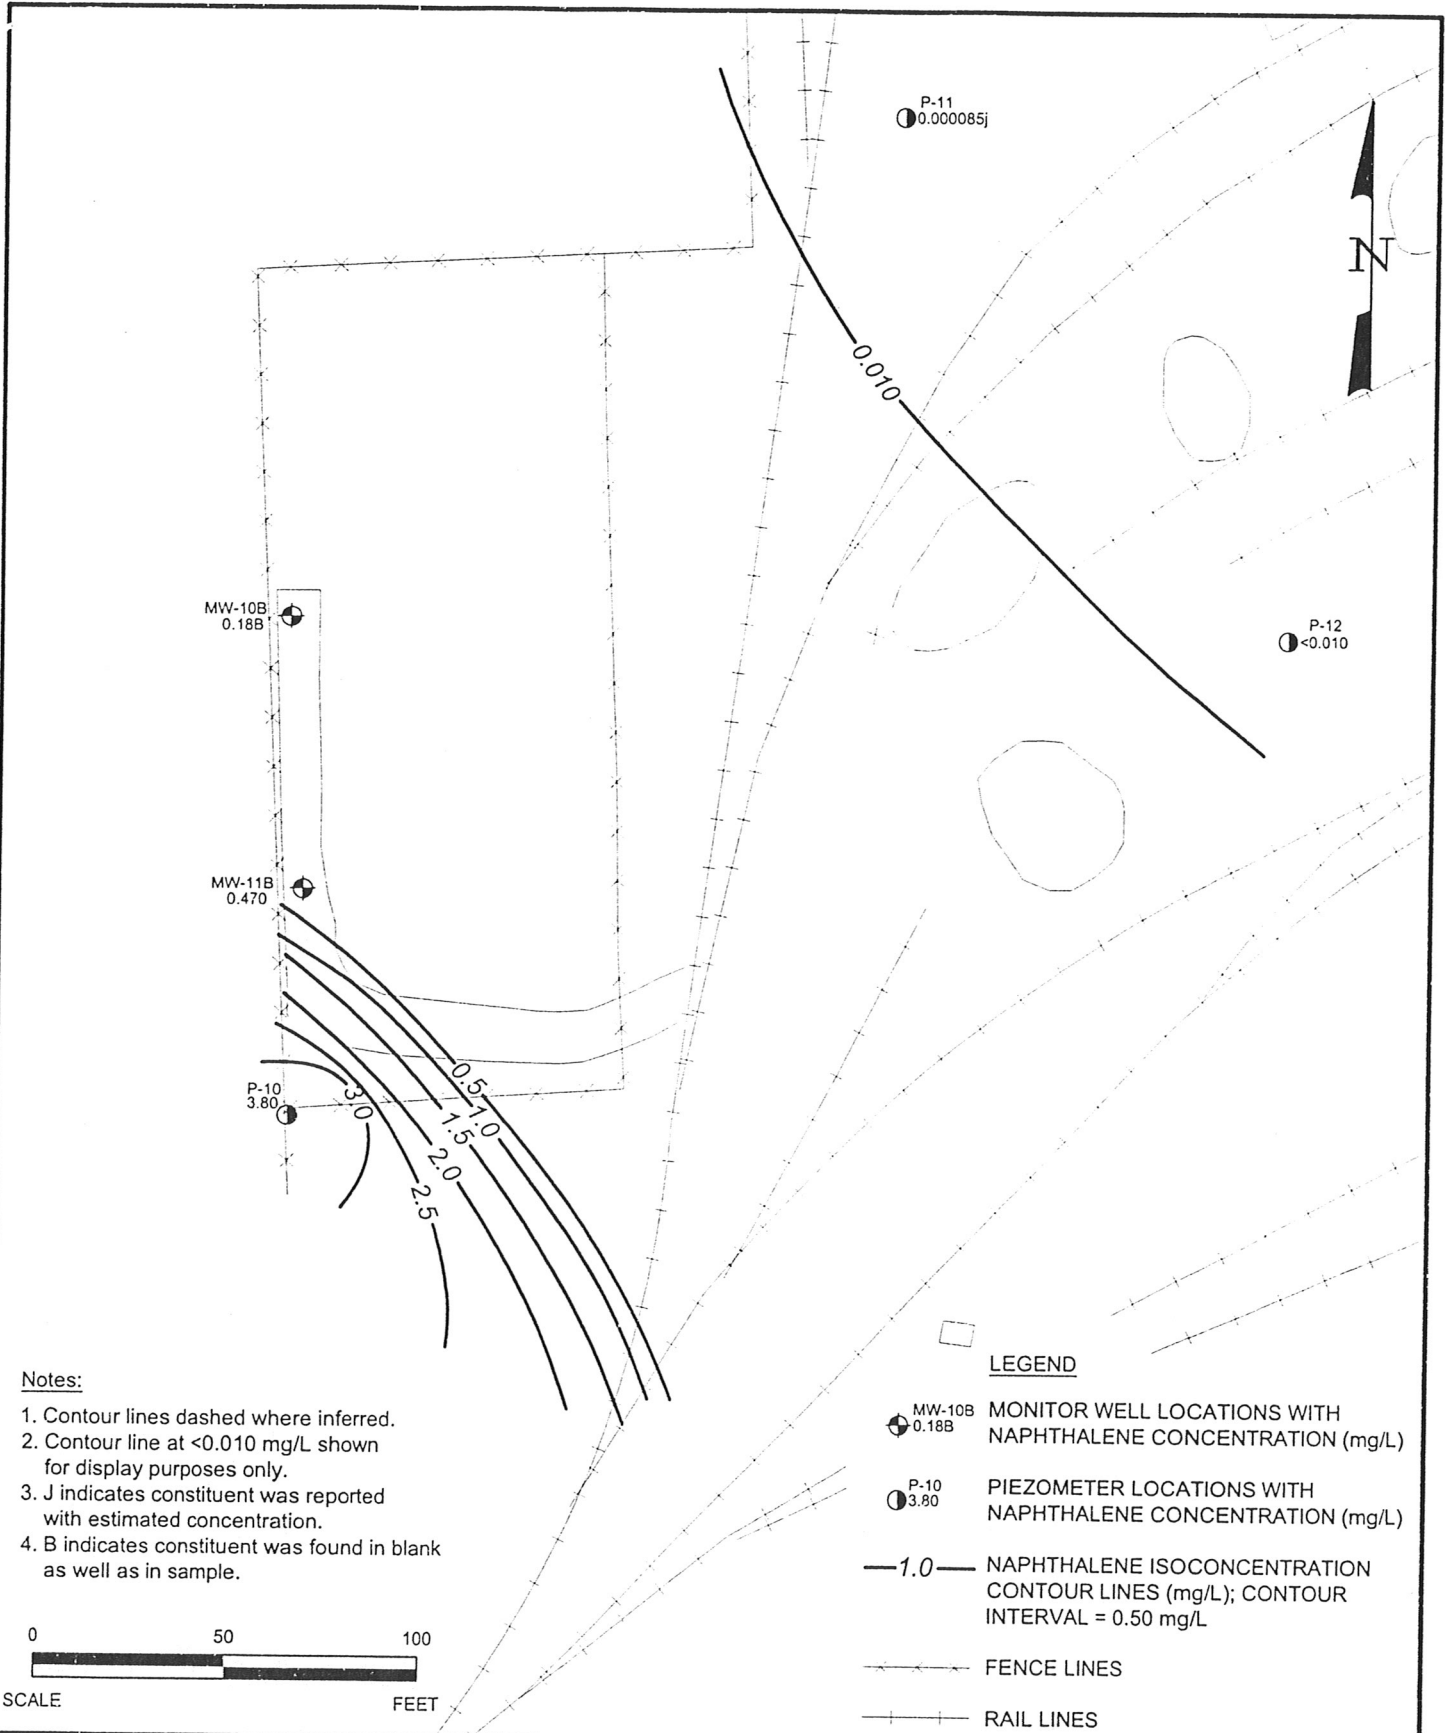 P-11
0.000085j
N
0.010
MW-10B
0.18B
P-12
<0.010
MW-11B
0.470
P-10
3.80
3.0
0.5
1.0
1.5
2.0
2.5
Notes:
1. Contour lines dashed where inferred.
2. Contour line at <0.010 mg/L shown
for display purposes only.
3. J indicates constituent was reported
with estimated concentration.
4. B indicates constituent was found in blank
as well as in sample.
0 50 100
SCALE FEET
LEGEND
MW-10B
0.18B
MONITOR WELL LOCATIONS WITH
NAPHTHALENE CONCENTRATION (mg/L)
P-10
3.80
PIEZOMETER LOCATIONS WITH
NAPHTHALENE CONCENTRATION (mg/L)
1.0
NAPHTHALENE ISOCONCENTRATION
CONTOUR LINES (mg/L); CONTOUR
INTERVAL = 0.50 mg/L
FENCE LINES
RAIL LINES